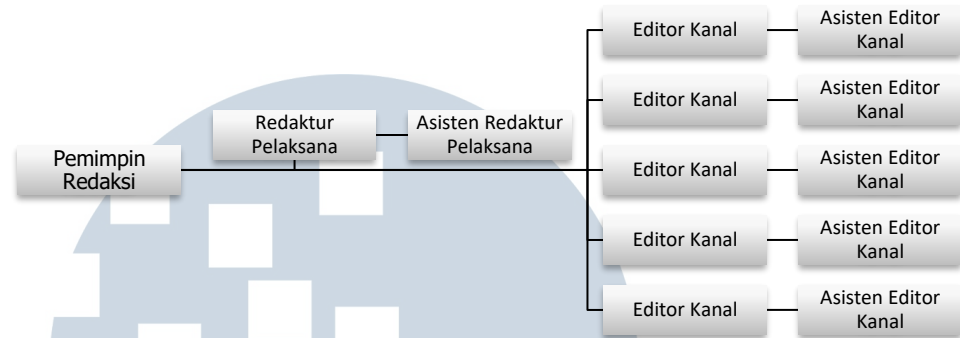 Pemimpin
Redaksi
Redaktur
Pelaksana
Asisten Redaktur
Pelaksana
Editor Kanal
Asisten Editor
Kanal
Editor Kanal
Asisten Editor
Kanal
Editor Kanal
Asisten Editor
Kanal
Editor Kanal
Asisten Editor
Kanal
Editor Kanal
Asisten Editor
Kanal